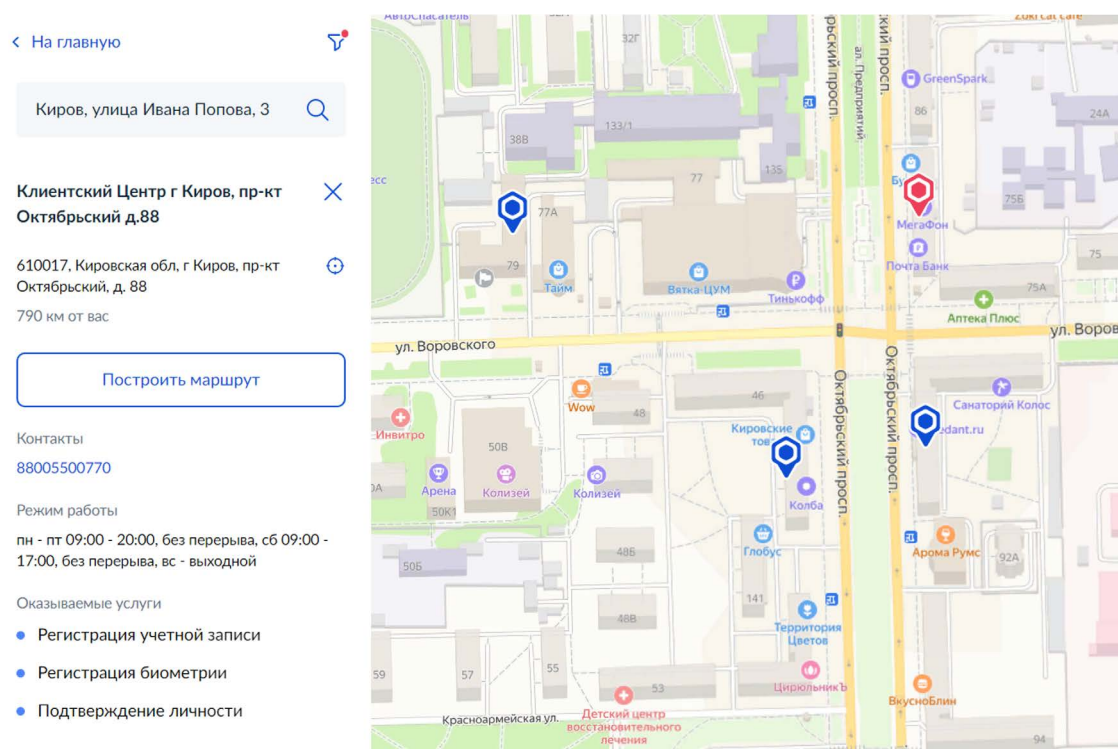 На главную
Киров, улица Ивана Попова, 3
Клиентский Центр г Киров, пр-кт
Октябрьский д.88
610017, Кировская обл, г Киров, пр-кт
Октябрьский, д. 88
790 км от вас
Построить маршрут
Контакты
88005500770
Режим работы
пн - пт 09:00 - 20:00, без перерыва, сб 09:00 -
17:00, без перерыва, вс - выходной
Оказываемые услуги
Регистрация учетной записи
Регистрация биометрии
Подтверждение личности
32Г
GreenSpark
86
24А
ал. Предприятий
133/1
38В
135
77
75Б
77А
МегаФон
79
Тайм
Вятка-ЦУМ
Тинькофф
Почта Банк
75
75А
Аптека Плюс
ул. Воровского
Октябрьский просп.
Октябрьский просп.
Wow
46
48
Санаторий Колос
Инвитро
Кировские
50В
Арена
Колизей
Колизей
Колба
50К1
Глобус
Арома Румс
92А
48Б
50Б
141
48В
Территория
Цветов
59
57
55
53
ЦирюльникЪ
ВкусноБлин
Красноармейская ул.
Детский центр
восстановительного
лечения
94